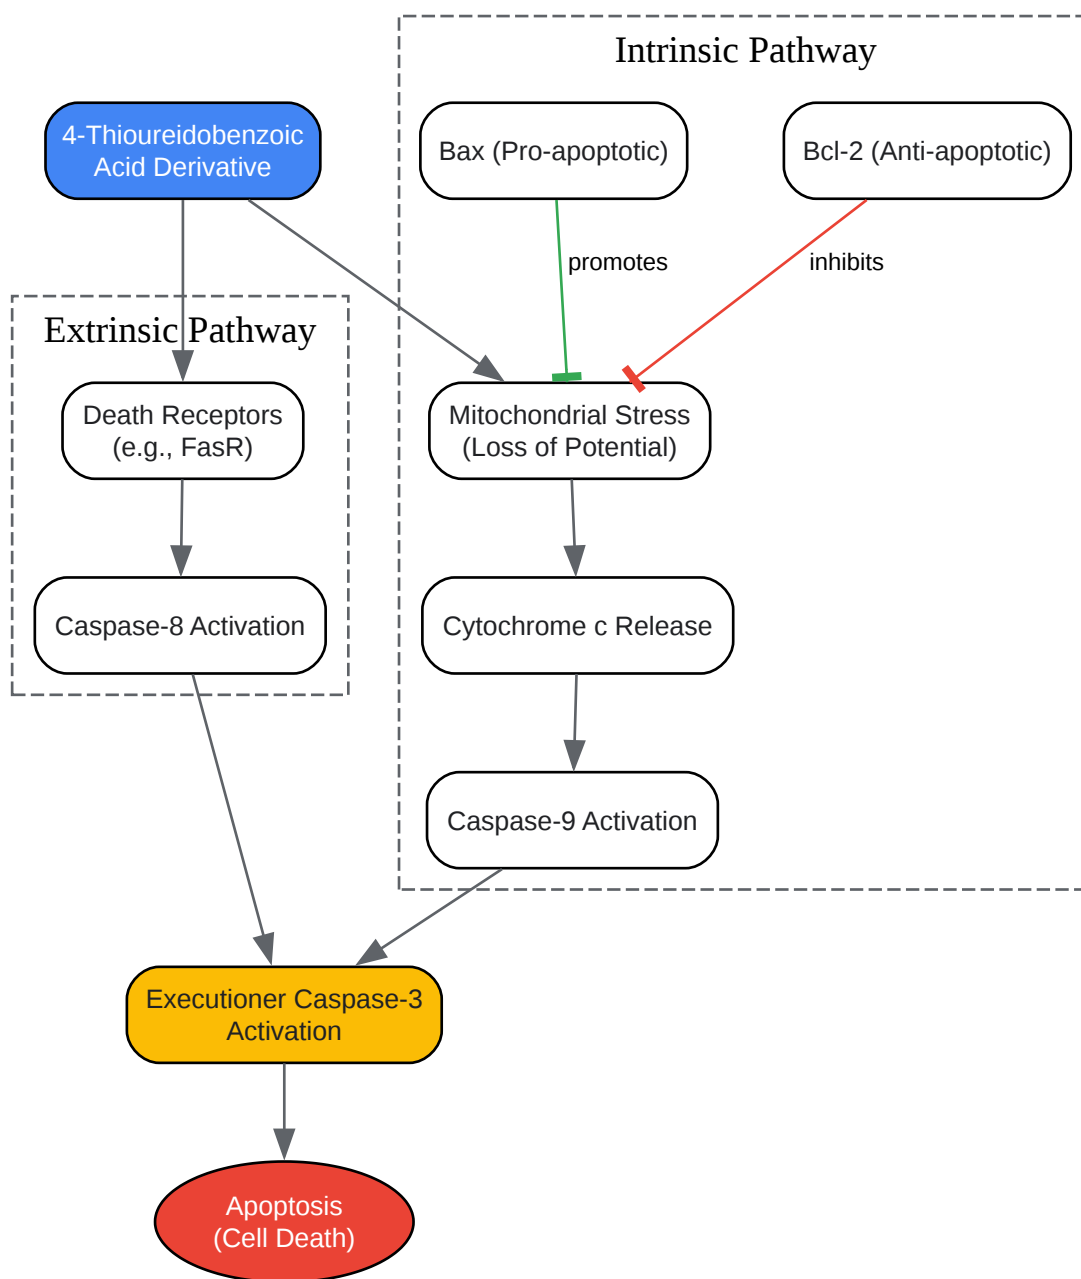 Intrinsic Pathway
4-Thioureidobenzoic
Acid Derivative
Bax (Pro-apoptotic)
Bcl-2 (Anti-apoptotic)
promotes
inhibits
Extrinsic Pathway
Death Receptors
(e.g., FasR)
Mitochondrial Stress
(Loss of Potential)
Caspase-8 Activation
Cytochrome c Release
Caspase-9 Activation
Executioner Caspase-3
Activation
Apoptosis
(Cell Death)